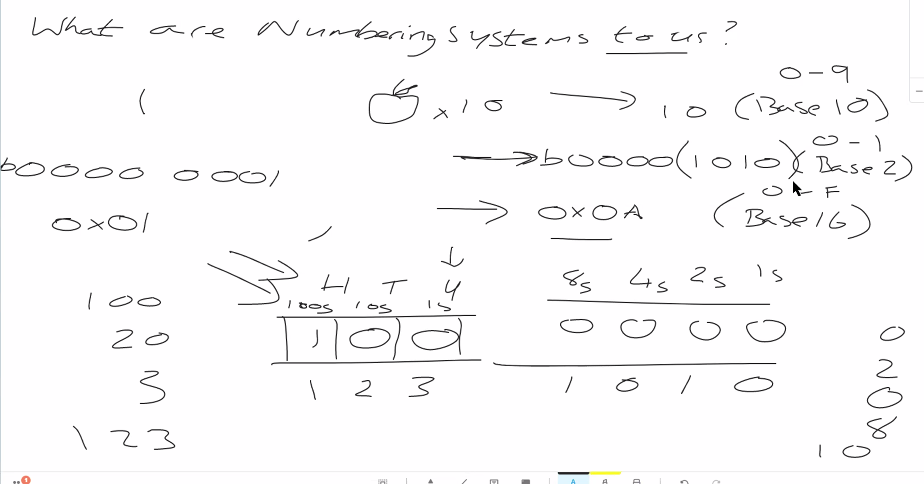 What are Numbering systems to us?
0-9
1
x10 10 (Base 10)
0-1
b0000 0001
b0000(1010)(Base 2)
0-F
0x01
0x0A (Base 16)
H T U
100s 10s 1s
8s 4s 2s 1s
100
1 0 0
0 0 0 0
0
20
1 2 3
1 0 1 0
2
3
0
8
123
10